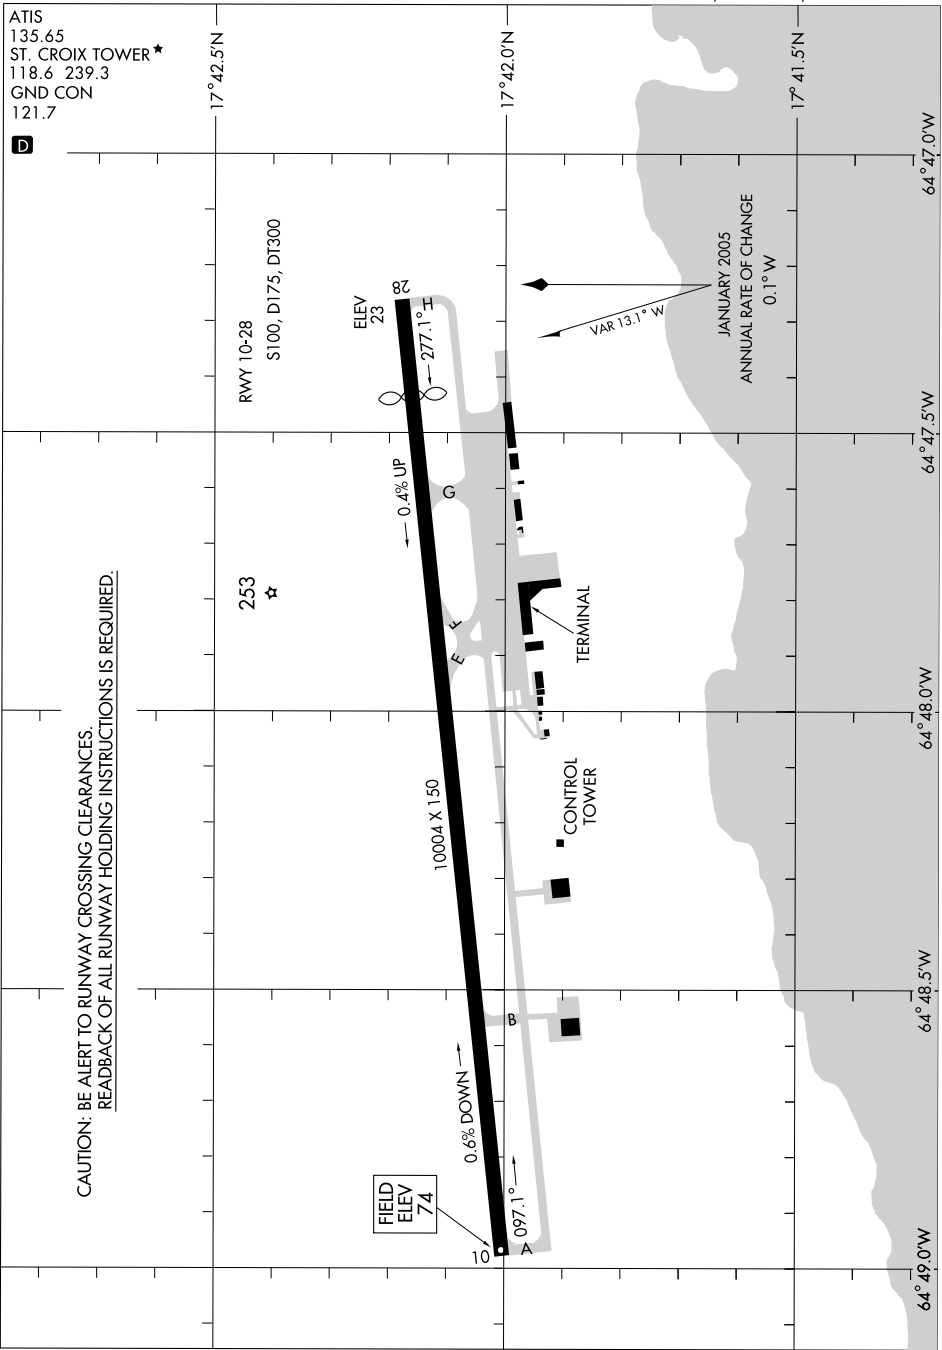 ATIS
135.65
ST. CROIX TOWER★
118.6 239.3
GND CON
121.7
D
CAUTION: BE ALERT TO RUNWAY CROSSING CLEARANCES.
READBACK OF ALL RUNWAY HOLDING INSTRUCTIONS IS REQUIRED.
17°42.5'N
17°42.0'N
17°41.5'N
64°47.0'W
64°47.5'W
64°48.0'W
64°48.5'W
64°49.0'W
RWY 10-28
S100, D175, DT300
ELEV
23
28
H
277.1°
0.4% UP
G
253
F
E
TERMINAL
10004 X 150
CONTROL
TOWER
B
0.6% DOWN
FIELD
ELEV
74
10
097.1°
A
VAR 13.1° W
JANUARY 2005
ANNUAL RATE OF CHANGE
0.1° W